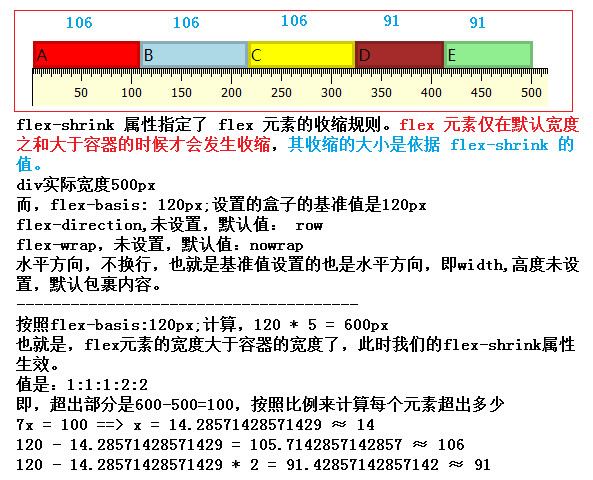 106 106 106 91 91
A B C D E
50 100 150 200 250 300 350 400 450 500
flex-shrink 属性指定了 flex 元素的收缩规则。flex 元素仅在默认宽度
之和大于容器的时候才会发生收缩，其收缩的大小是依据 flex-shrink 的
值。
div实际宽度500px
而，flex-basis: 120px;设置的盒子的基准值是120px
flex-direction,未设置，默认值： row
flex-wrap，未设置，默认值：nowrap
水平方向，不换行，也就是基准值设置的也是水平方向，即width,高度未设
置，默认包裹内容。
--------------------------------------
按照flex-basis:120px;计算，120 * 5 = 600px
也就是，flex元素的宽度大于容器的宽度了，此时我们的flex-shrink属性
生效。
值是：1:1:1:2:2
即，超出部分是600-500=100，按照比例来计算每个元素超出多少
7x = 100 ==> x = 14.28571428571429 ≈ 14
120 - 14.28571428571429 = 105.7142857142857 ≈ 106
120 - 14.28571428571429 * 2 = 91.42857142857142 ≈ 91